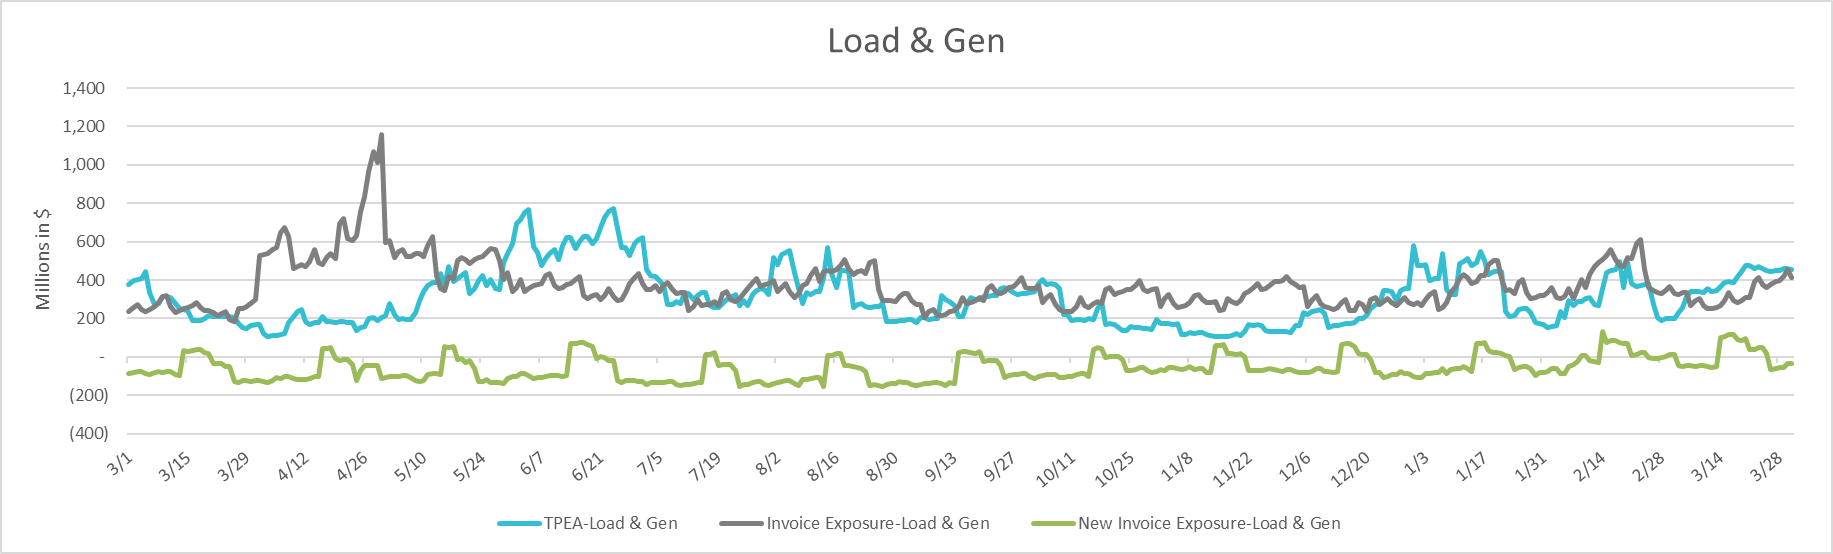 Load & Gen
Millions in $
1,400
1,200
1,000
800
600
400
200
-
(200)
(400)
3/1 3/15 3/29 4/12 4/26 5/10 5/24 6/7 6/21 7/5 7/19 8/2 8/16 8/30 9/13 9/27 10/11 10/25 11/8 11/22 12/6 12/20 1/3 1/17 1/31 2/14 2/28 3/14 3/28
TPEA-Load & Gen Invoice Exposure-Load & Gen New Invoice Exposure-Load & Gen